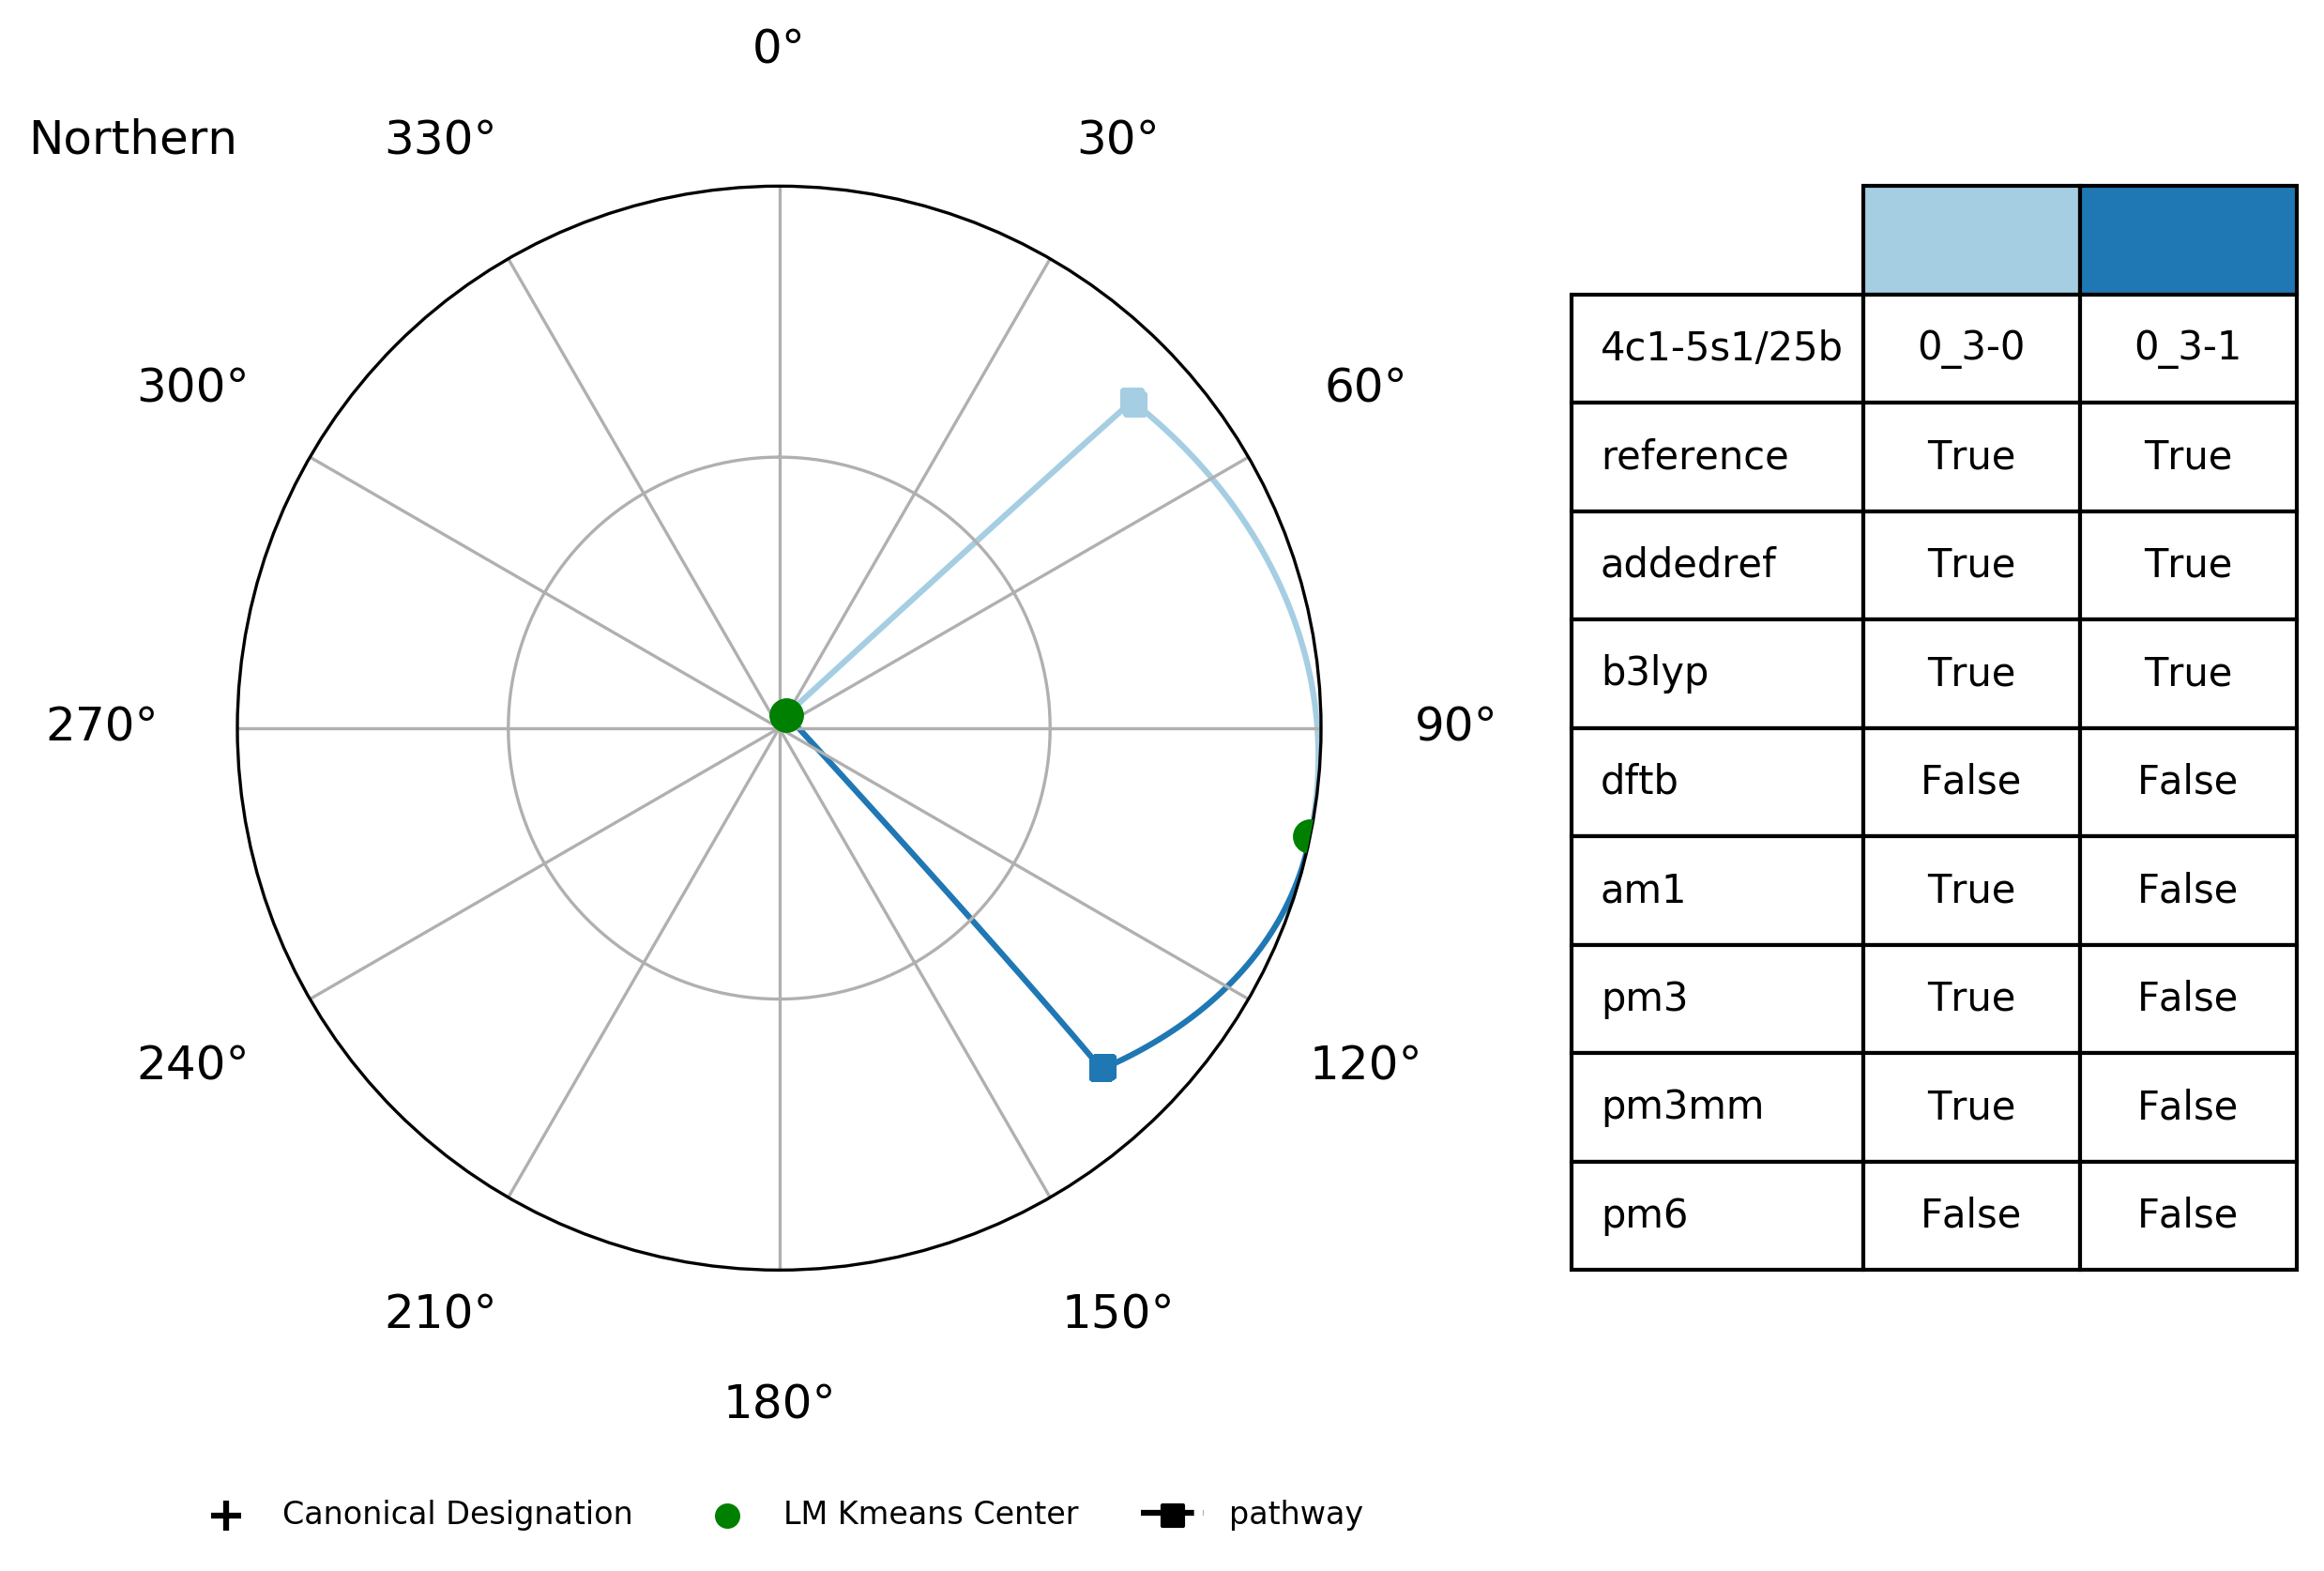 0°
Northern
330°
30°
300°
60°
270°
90°
240°
120°
210°
150°
180°
4c1-5s1/25b 0_3-0 0_3-1
reference True True
addedref True True
b3lyp True True
dftb False False
am1 True False
pm3 True False
pm3mm True False
pm6 False False
Canonical Designation LM Kmeans Center pathway